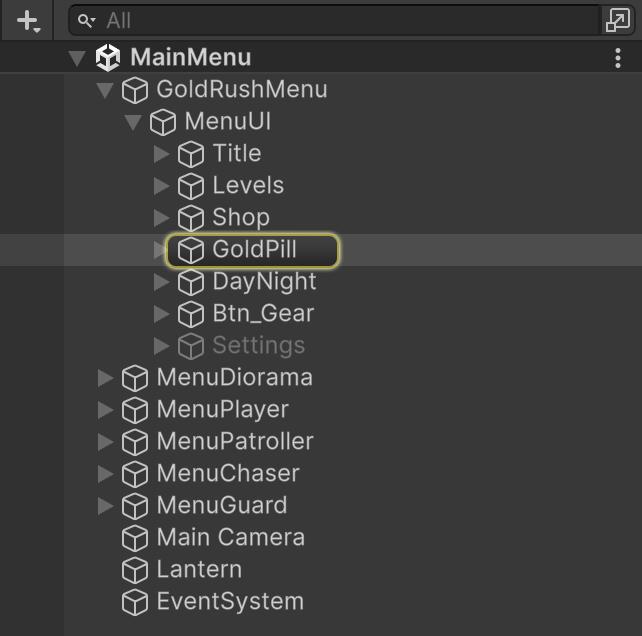 All
MainMenu
GoldRushMenu
MenuUI
Title
Levels
Shop
GoldPill
DayNight
Btn_Gear
Settings
MenuDiorama
MenuPlayer
MenuPatroller
MenuChaser
MenuGuard
Main Camera
Lantern
EventSystem